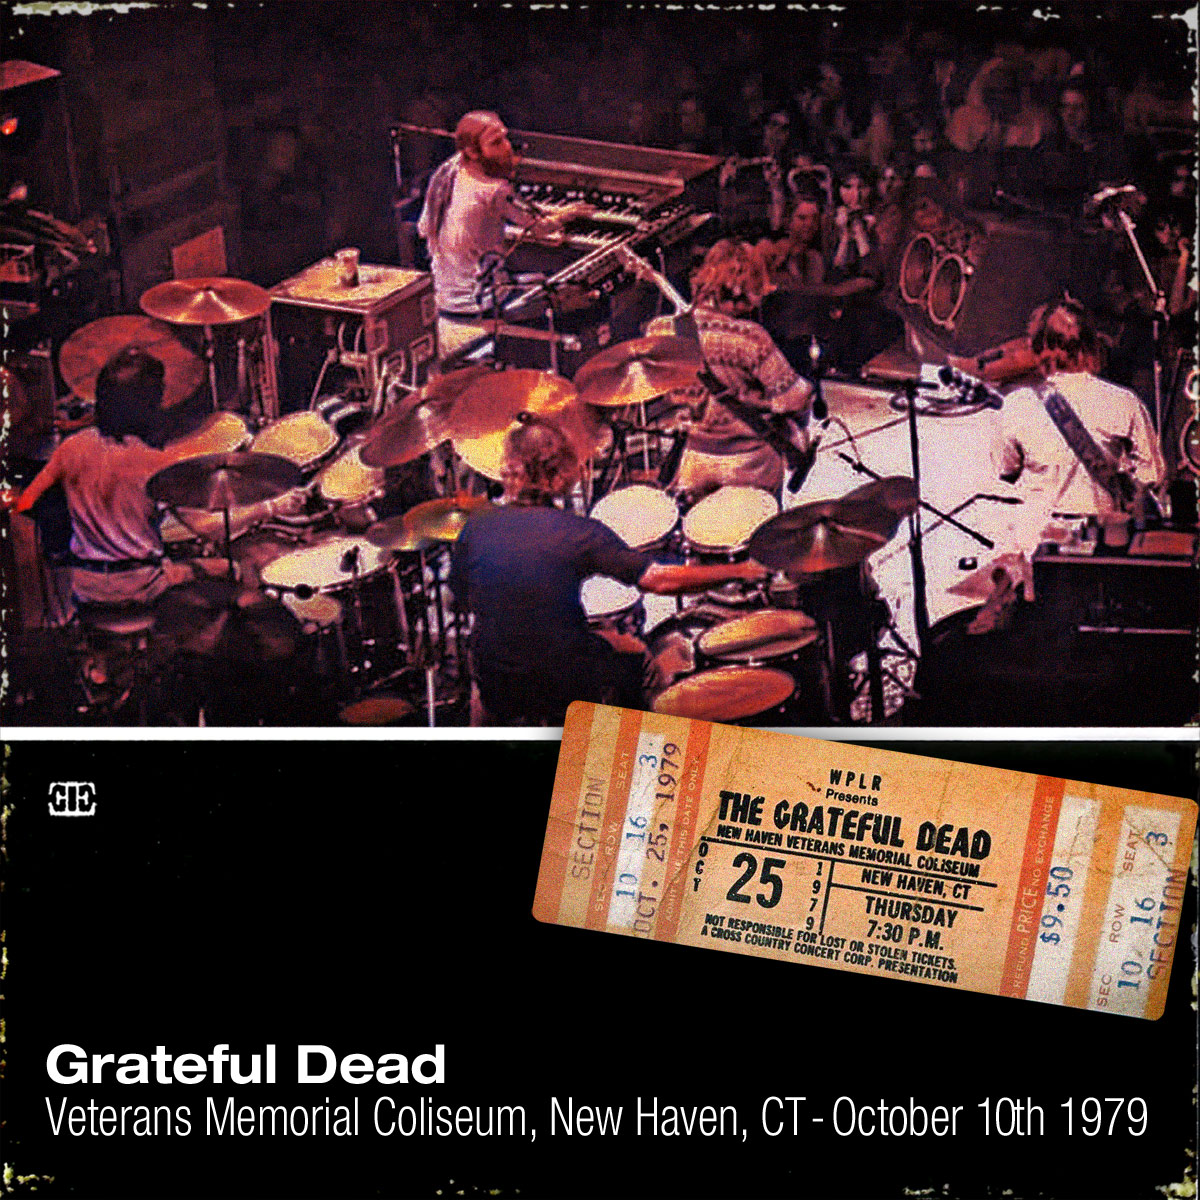 SECTION 3
SEC ROW SEAT
10 16 3
OCT. 25, 1979
WPLR
Presents
THE GRATEFUL DEAD
NEW HAVEN VETERANS MEMORIAL COLISEUM
OCT
25
1979
NEW HAVEN, CT
THURSDAY
7:30 P.M.
NOT RESPONSIBLE FOR LOST OR STOLEN TICKETS.
A CROSS COUNTRY CONCERT CORP. PRESENTATION
PRICE NO EXCHANGE
$9.50
SEC ROW SEAT
10 16 3
SECTION
Grateful Dead
Veterans Memorial Coliseum, New Haven, CT - October 10th 1979